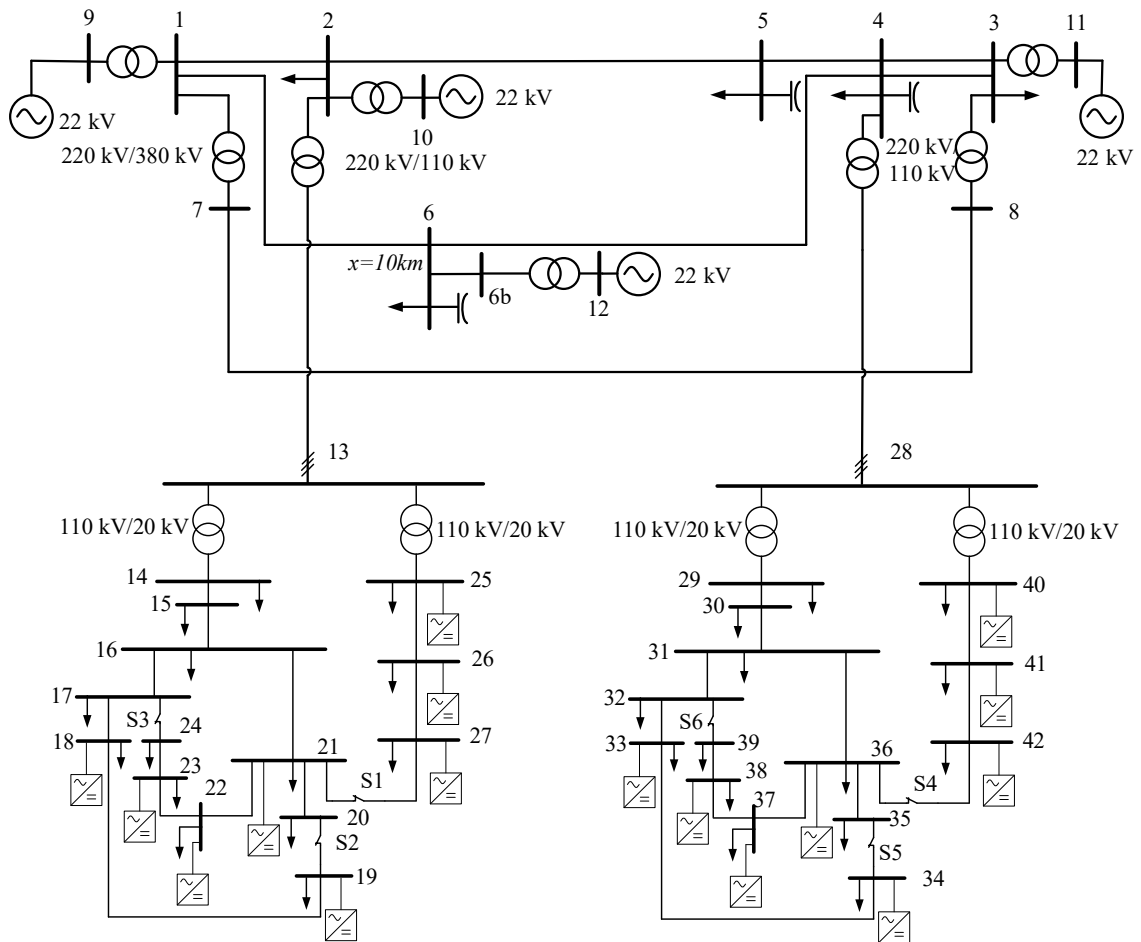 9
1
2
5
4
3
11
22 kV
10
22 kV
22 kV
220 kV/380 kV
220 kV/110 kV
220 kV/
110 kV
7
6
8
x=10km
6b
12
22 kV
13
28
110 kV/20 kV
110 kV/20 kV
110 kV/20 kV
110 kV/20 kV
14
25
29
40
15
30
16
26
31
41
17
32
S3
24
S6
39
18
21
27
33
36
42
23
38
22
S1
37
S4
20
35
S2
S5
19
34